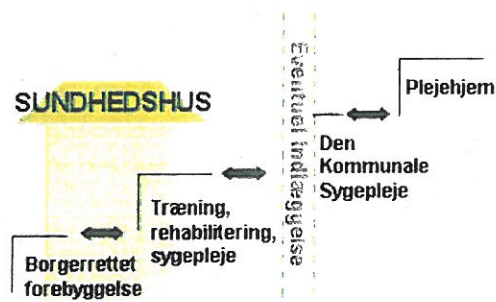 SUNDHEDSHUS
Borgerrettet
forebyggelse
Træning,
rehabilitering,
sygepleje
Eventuel indlæggelse
Den
Kommunale
Sygepleje
Plejehjem